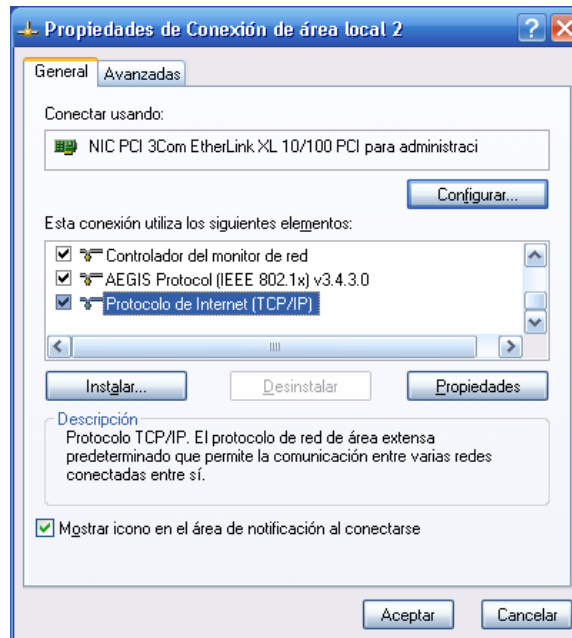 Propiedades de Conexión de área local 2
General Avanzadas
Conectar usando:
NIC PCI 3Com EtherLink XL 10/100 PCI para administraci
Configurar...
Esta conexión utiliza los siguientes elementos:
Controlador del monitor de red
AEGIS Protocol (IEEE 802.1x) v3.4.3.0
Protocolo de Internet (TCP/IP)
Instalar... Desinstalar Propiedades
Descripción
Protocolo TCP/IP. El protocolo de red de área extensa
predeterminado que permite la comunicación entre varias redes
conectadas entre sí.
Mostrar icono en el área de notificación al conectarse
Aceptar Cancelar